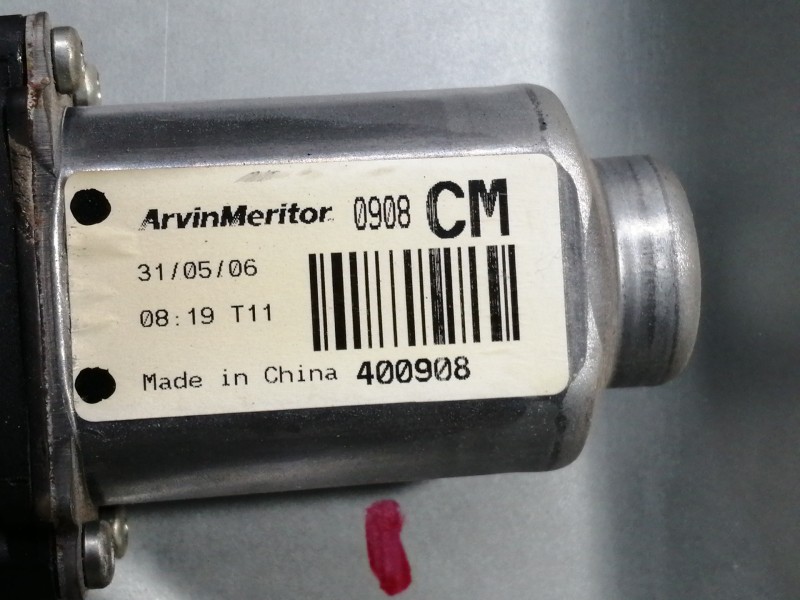 ArvinMeritor 0908 CM
31/05/06
08:19 T11
Made in China 400908